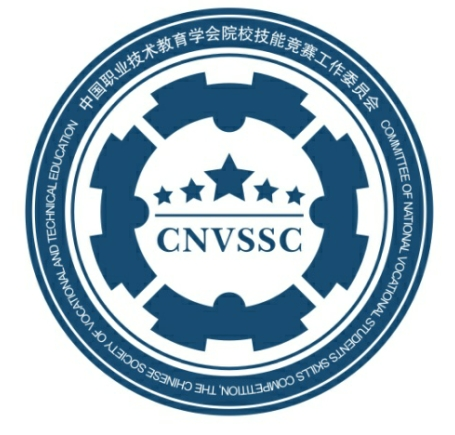 中国职业技术教育学会院校技能竞赛工作委员会
CNVSSC
COMMITTEE OF NATIONAL VOCATIONAL STUDENTS SKILLS COMPETITION, THE CHINESE SOCIETY OF VOCATIONAL AND TECHNICAL EDUCATION